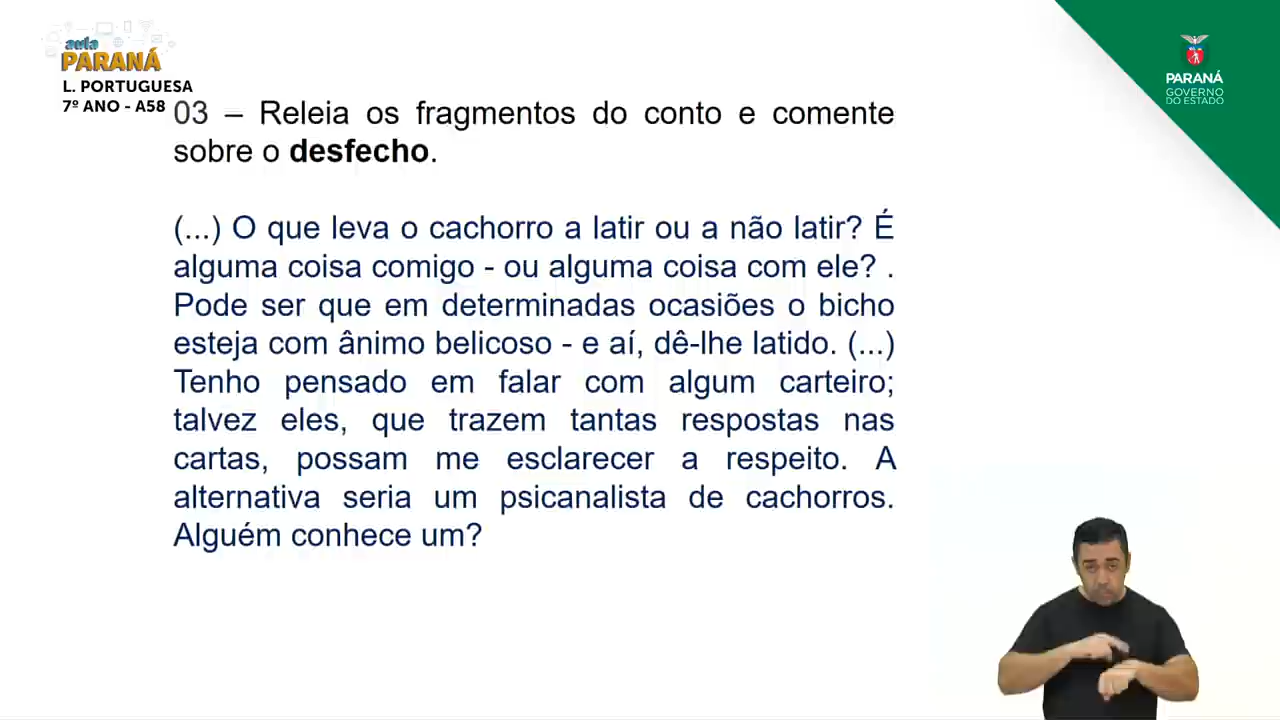 aula
PARANÁ
L. PORTUGUESA
7º ANO - A58
PARANÁ
GOVERNO
DO ESTADO
03 – Releia os fragmentos do conto e comente
sobre o desfecho.
(...) O que leva o cachorro a latir ou a não latir? É
alguma coisa comigo - ou alguma coisa com ele? .
Pode ser que em determinadas ocasiões o bicho
esteja com ânimo belicoso - e aí, dê-lhe latido. (...)
Tenho pensado em falar com algum carteiro;
talvez eles, que trazem tantas respostas nas
cartas, possam me esclarecer a respeito. A
alternativa seria um psicanalista de cachorros.
Alguém conhece um?